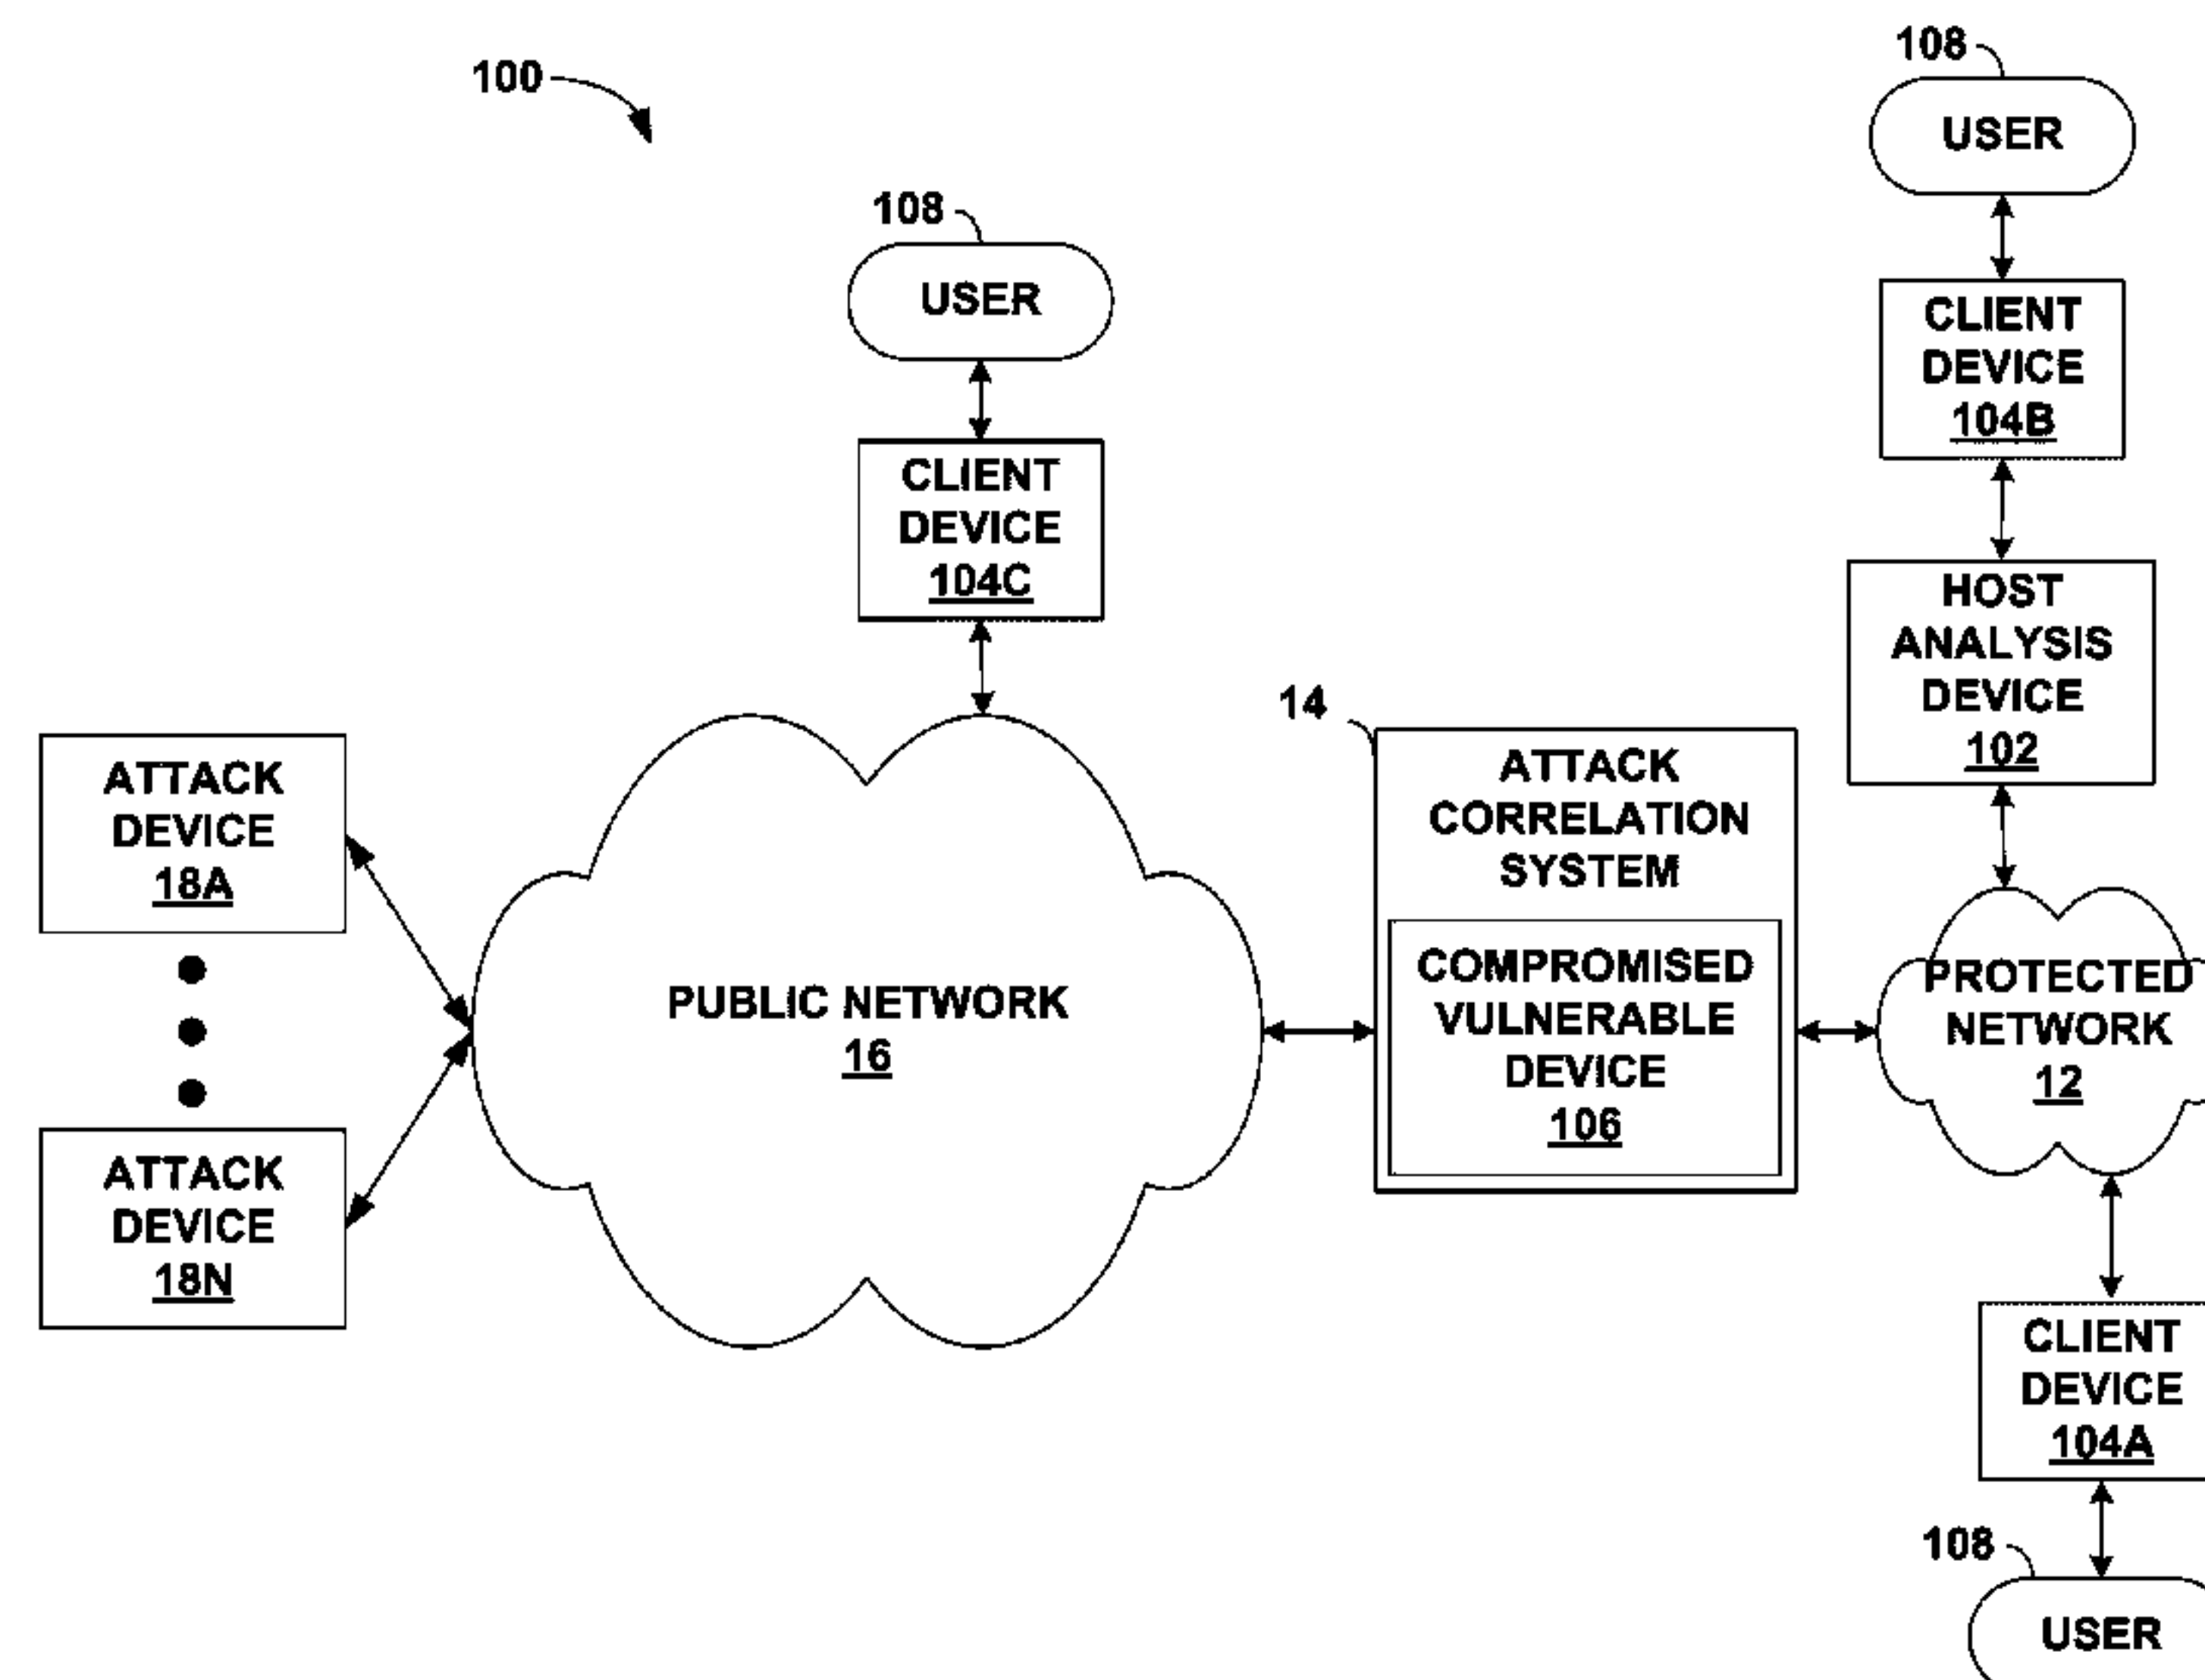 100
108
USER
CLIENT
DEVICE
104C
108
USER
CLIENT
DEVICE
104B
HOST
ANALYSIS
DEVICE
102
ATTACK
DEVICE
18A
ATTACK
DEVICE
18N
PUBLIC NETWORK
16
14
ATTACK
CORRELATION
SYSTEM
COMPROMISED
VULNERABLE
DEVICE
106
PROTECTED
NETWORK
12
CLIENT
DEVICE
104A
108
USER